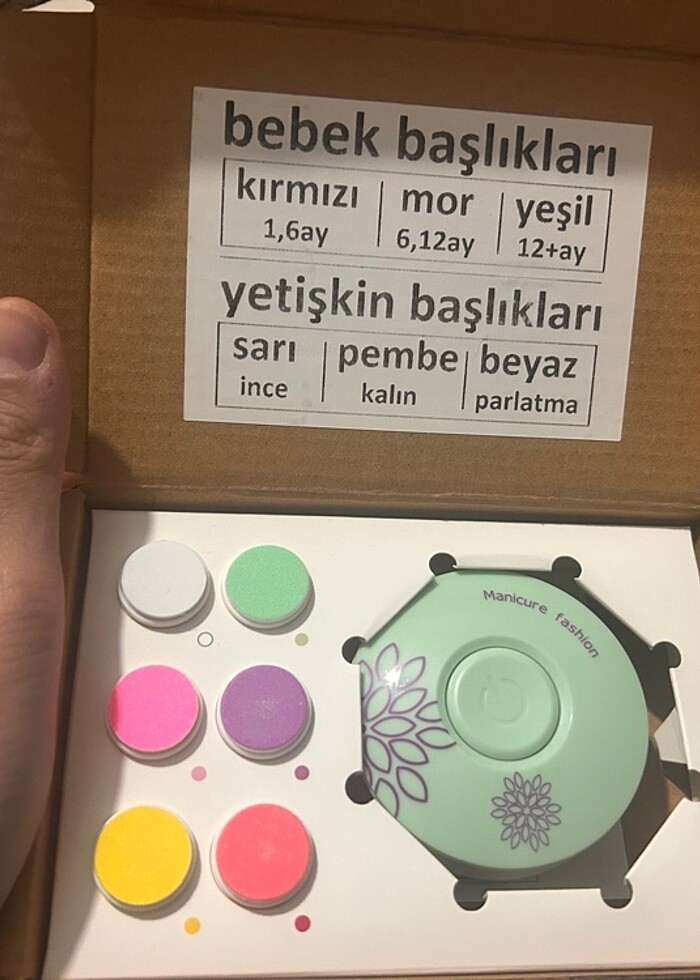 bebek başlıkları
kırmızı mor yeşil
1,6ay 6,12ay 12+ay
yetişkin başlıkları
sarı pembe beyaz
ince kalın parlatma
Manicure fashion